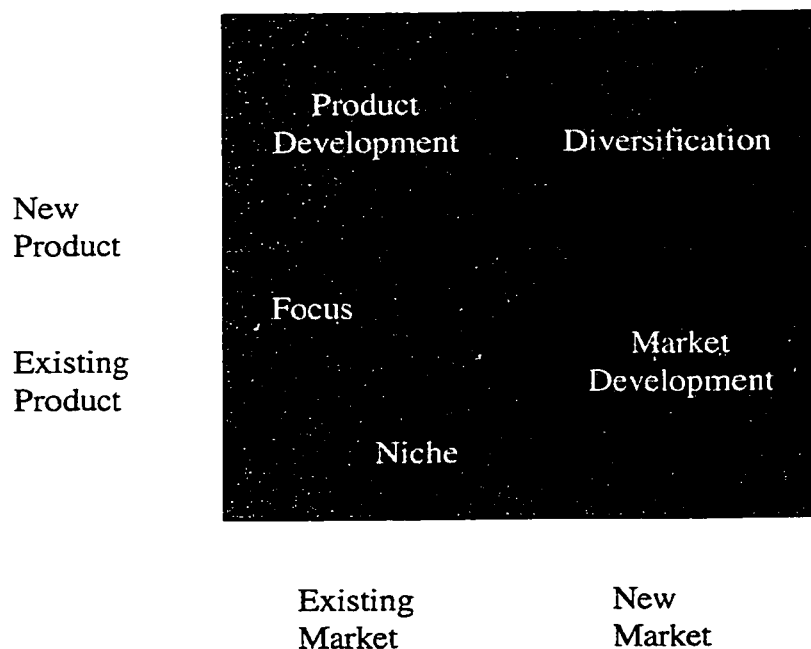 Product
Development
Diversification
New
Product
Focus
Existing
Product
Market
Development
Niche
Existing
Market
New
Market